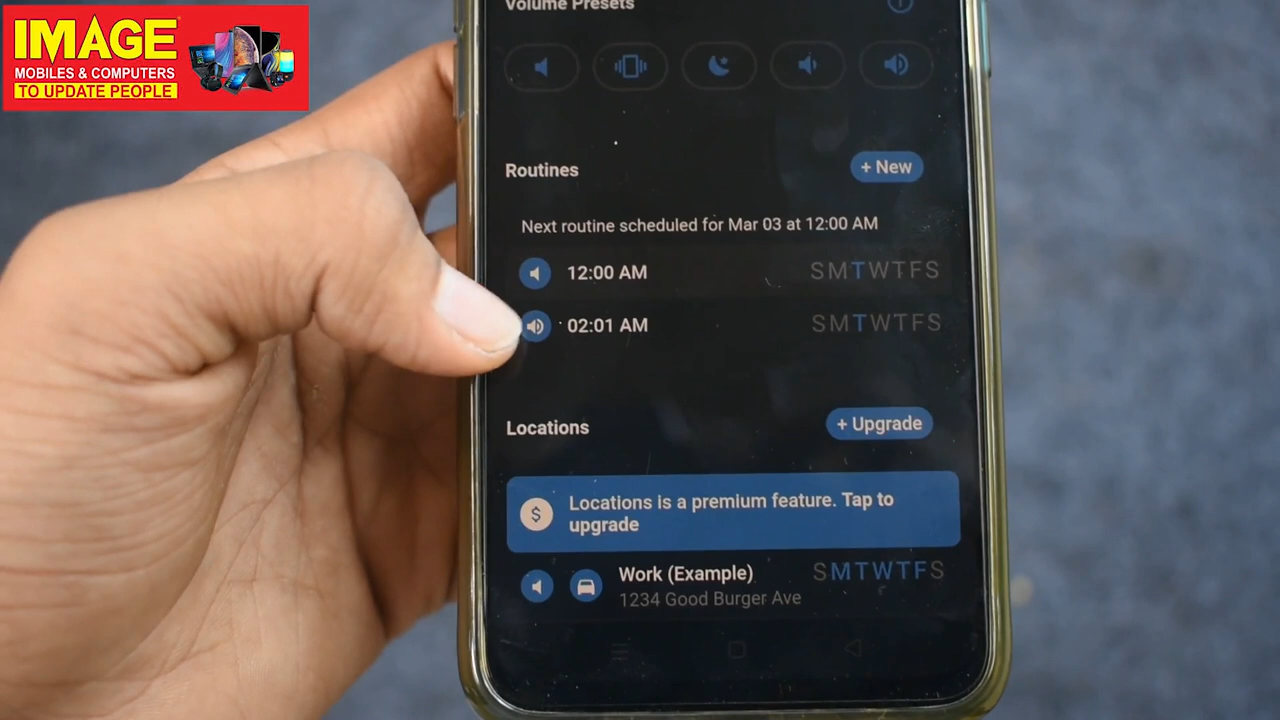 IMAGE
MOBILES & COMPUTERS
TO UPDATE PEOPLE
Volume Presets
Routines
+ New
Next routine scheduled for Mar 03 at 12:00 AM
12:00 AM SMTWTFS
02:01 AM SMTWTFS
Locations
+ Upgrade
$
Locations is a premium feature. Tap to
upgrade
Work (Example) SMTWTFS
1234 Good Burger Ave